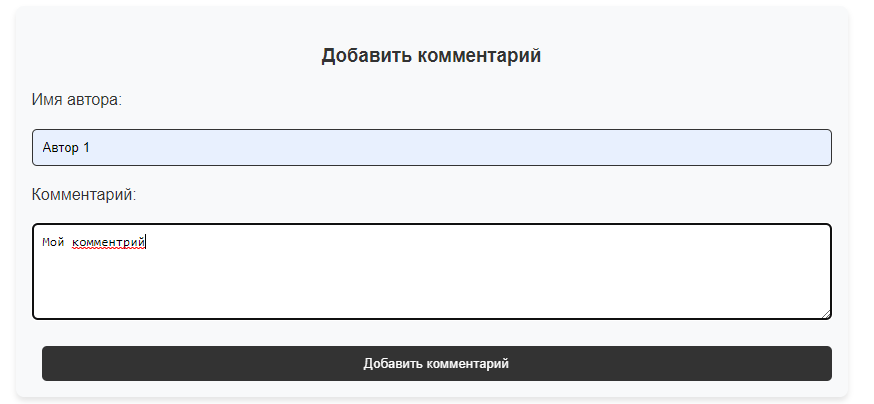 Добавить комментарий
Имя автора:
Автор 1
Комментарий:
Мой комментрий
Добавить комментарий